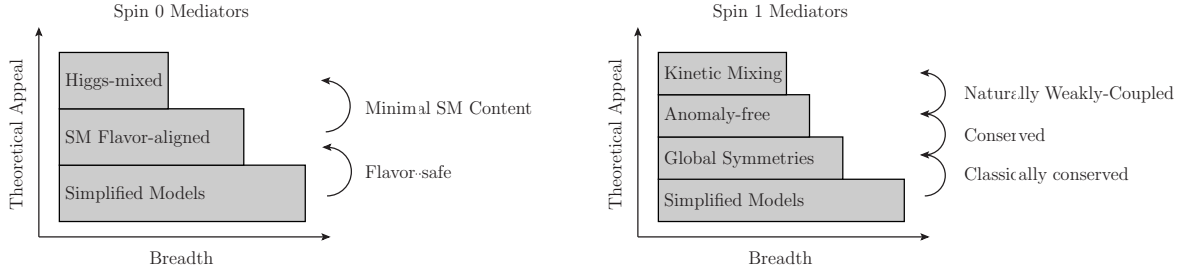 Spin 0 Mediators
Theoretical Appeal
Higgs-mixed
SM Flavor-aligned
Simplified Models
Minimal SM Content
Flavor-safe
Breadth
Spin 1 Mediators
Theoretical Appeal
Kinetic Mixing
Anomaly-free
Global Symmetries
Simplified Models
Naturally Weakly-Coupled
Conserved
Classically conserved
Breadth